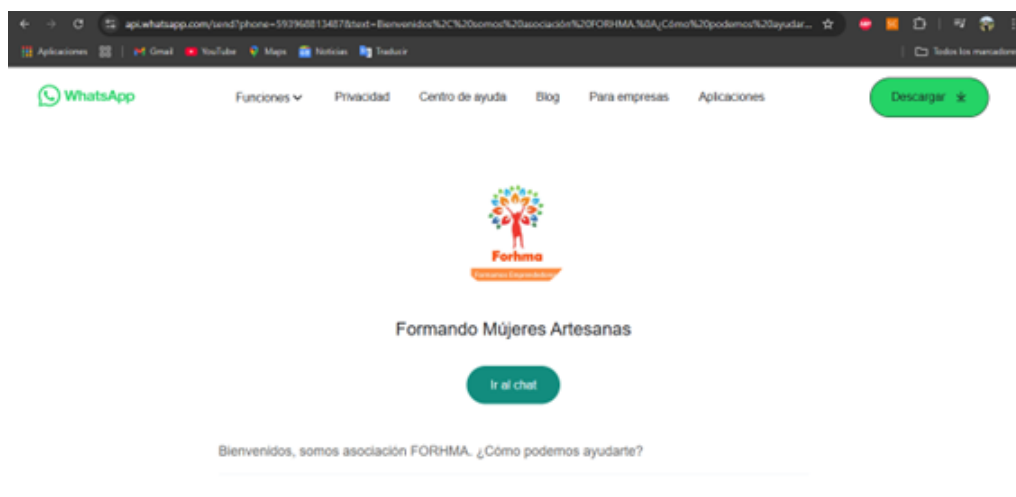 api.whatsapp.com/send?phone=593968813487&text=Bienvenidos%2C%20somos%20asociación%20FORHMA.%0A¿Cómo%20podemos%20ayudar...
Aplicaciones Gmail YouTube Maps Noticias Traducir Todos los marcadores
WhatsApp Funciones Privacidad Centro de ayuda Blog Para empresas Aplicaciones Descargar
Forhma
Formando Mújeres Artesanas
Ir al chat
Bienvenidos, somos asociación FORHMA. ¿Cómo podemos ayudarte?